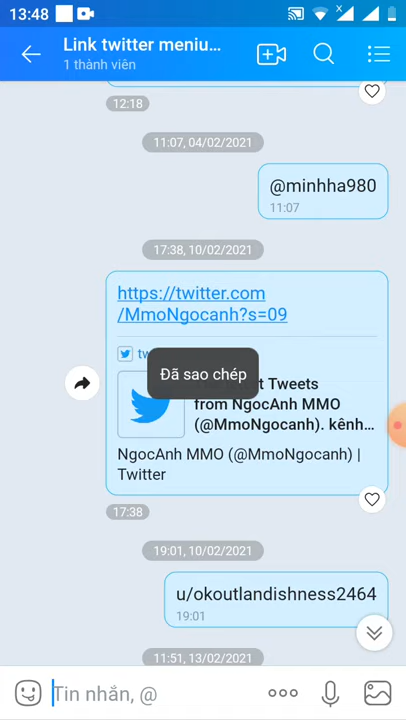 13:48
Link twitter meniu...
1 thành viên
12:18
11:07, 04/02/2021
@minhha980
11:07
17:38, 10/02/2021
https://twitter.com
/MmoNgocanh?s=09
Đã sao chép
Tweets
from NgocAnh MMO
(@MmoNgocanh). kênh...
NgocAnh MMO (@MmoNgocanh) |
Twitter
17:38
19:01, 10/02/2021
u/okoutlandishness2464
19:01
11:51, 13/02/2021
Tin nhắn, @